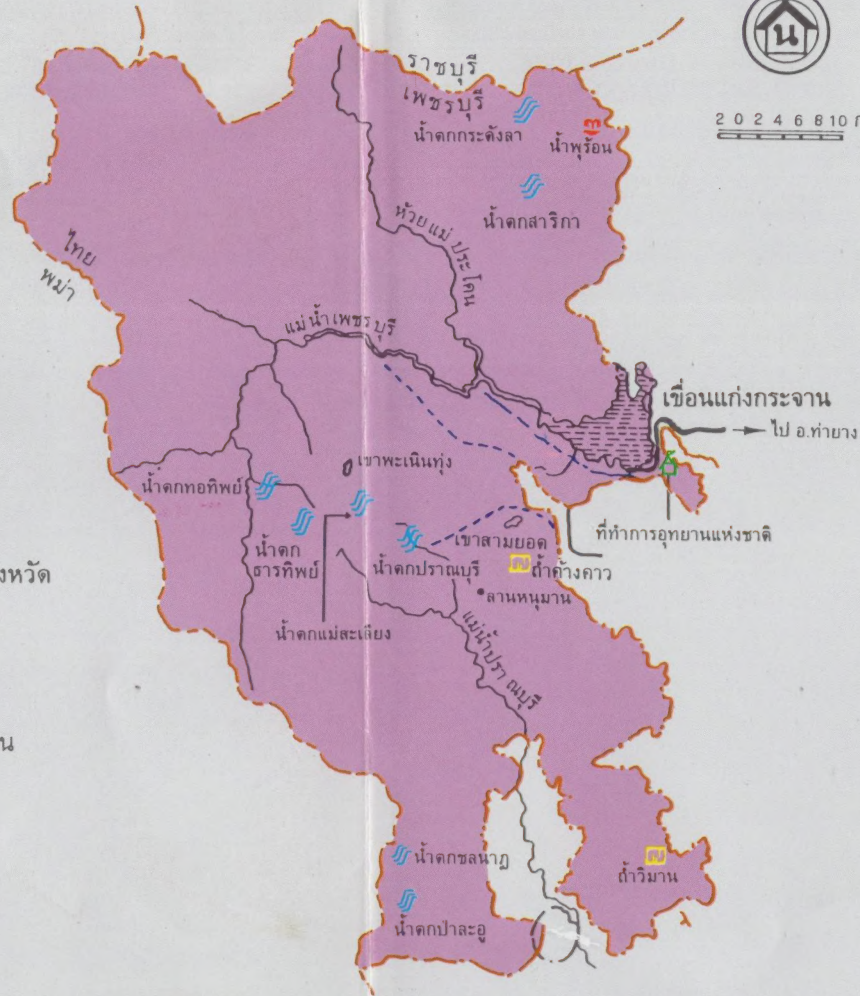 น
ราชบุรี
เพชรบุรี
น้ำตกกระดังลา
น้ำพุร้อน
2 0 2 4 6 8 10 ก
น้ำตกสาริกา
ห้วยแม่ประโดน
ไทย
พม่า
แม่น้ำเพชรบุรี
เขื่อนแก่งกระจาน
ไป อ.ท่ายาง
เขาพะเนินทุ่ง
น้ำตกทอทิพย์
น้ำตก
ธารทิพย์
น้ำตกปราณบุรี
เขาสามยอด
ที่ทำการอุทยานแห่งชาติ
ถ้ำค้างคาว
ลานหนุมาน
งหวัด
น้ำตกแม่สะเลียง
แม่น้ำปราณบุรี
น
น้ำตกชลนาฏ
ถ้ำวิมาน
น้ำตกป่าละอู